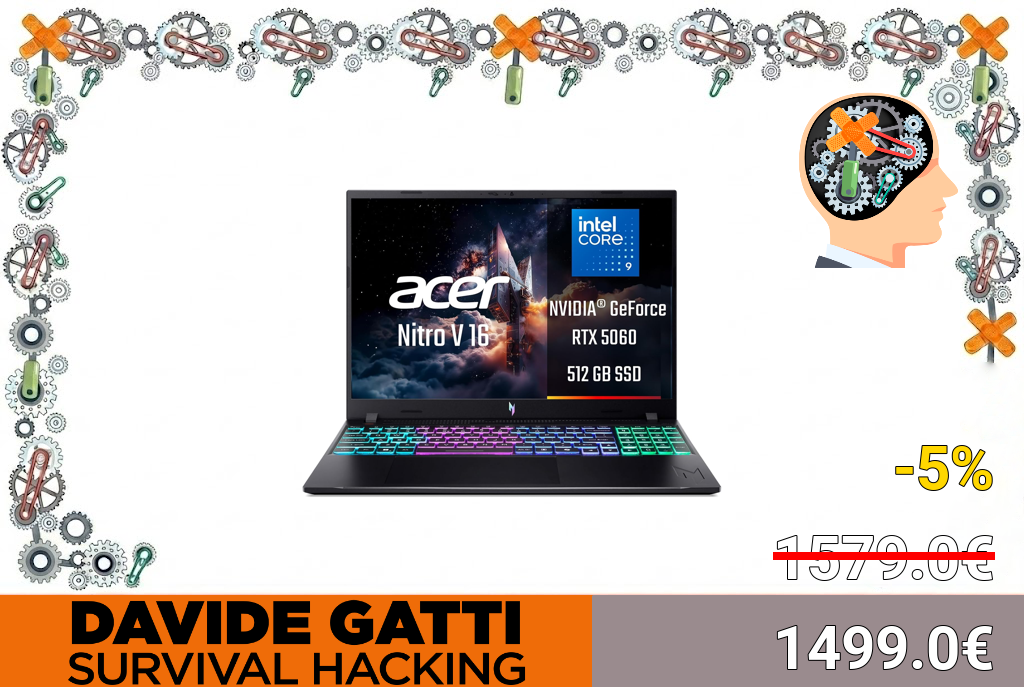 intel
CORE
9
acer
Nitro V 16
NVIDIA® GeForce
RTX 5060
512 GB SSD
-5%
1579.0€
DAVIDE GATTI
SURVIVAL HACKING
1499.0€